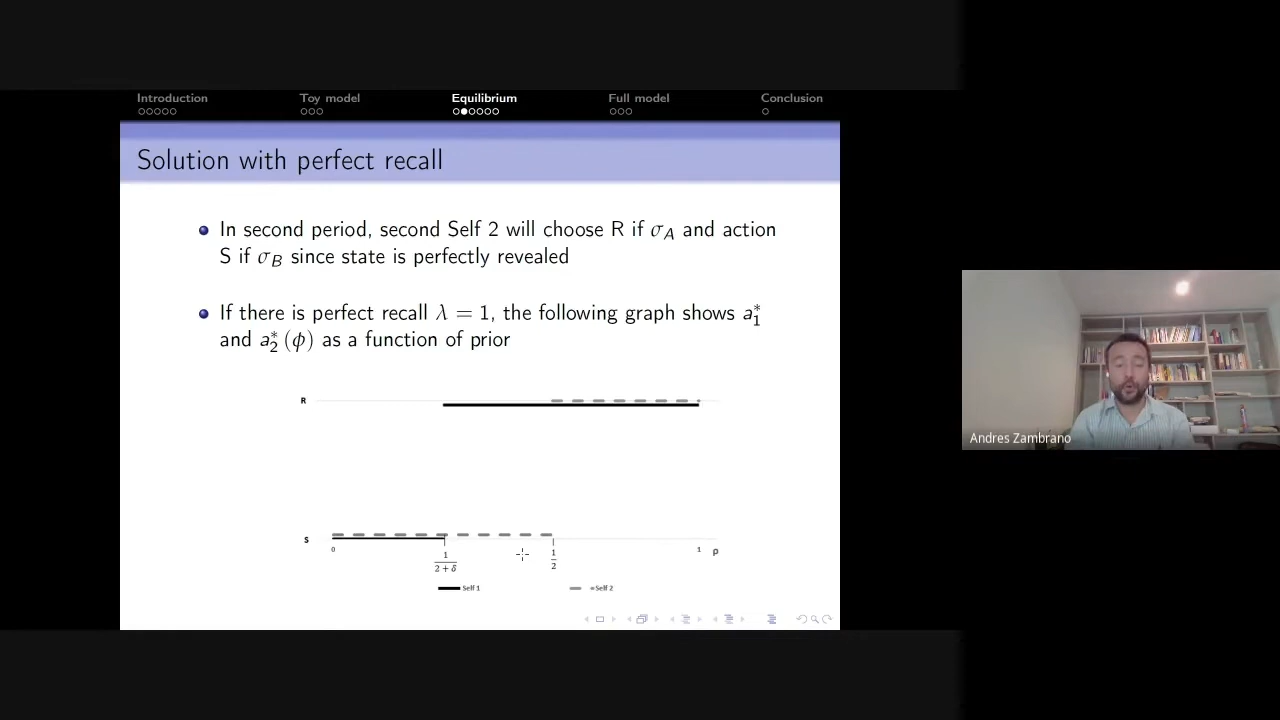 Introduction Toy model Equilibrium Full model Conclusion
Solution with perfect recall
In second period, second Self 2 will choose R if σ_A and action
S if σ_B since state is perfectly revealed
If there is perfect recall λ = 1, the following graph shows a₁*
and a₂*(ϕ) as a function of prior
R
S
0 1/(2 + δ) 1/2 1 ρ
Self 1 Self 2
Andres Zambrano